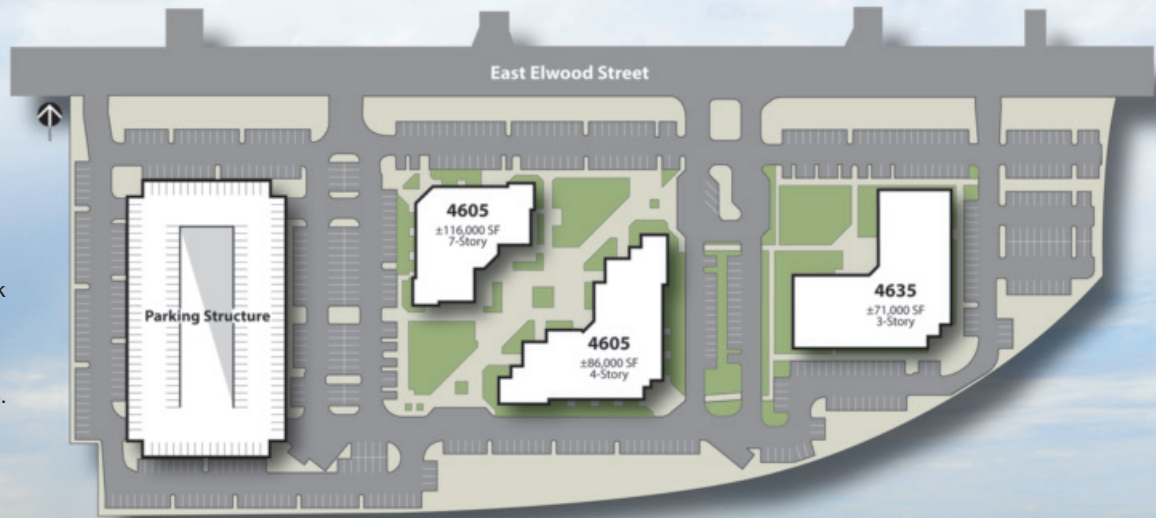 East Elwood Street
4605
±116,000 SF
7-Story
k
Parking Structure
4635
±71,000 SF
3-Story
4605
±86,000 SF
4-Story
.